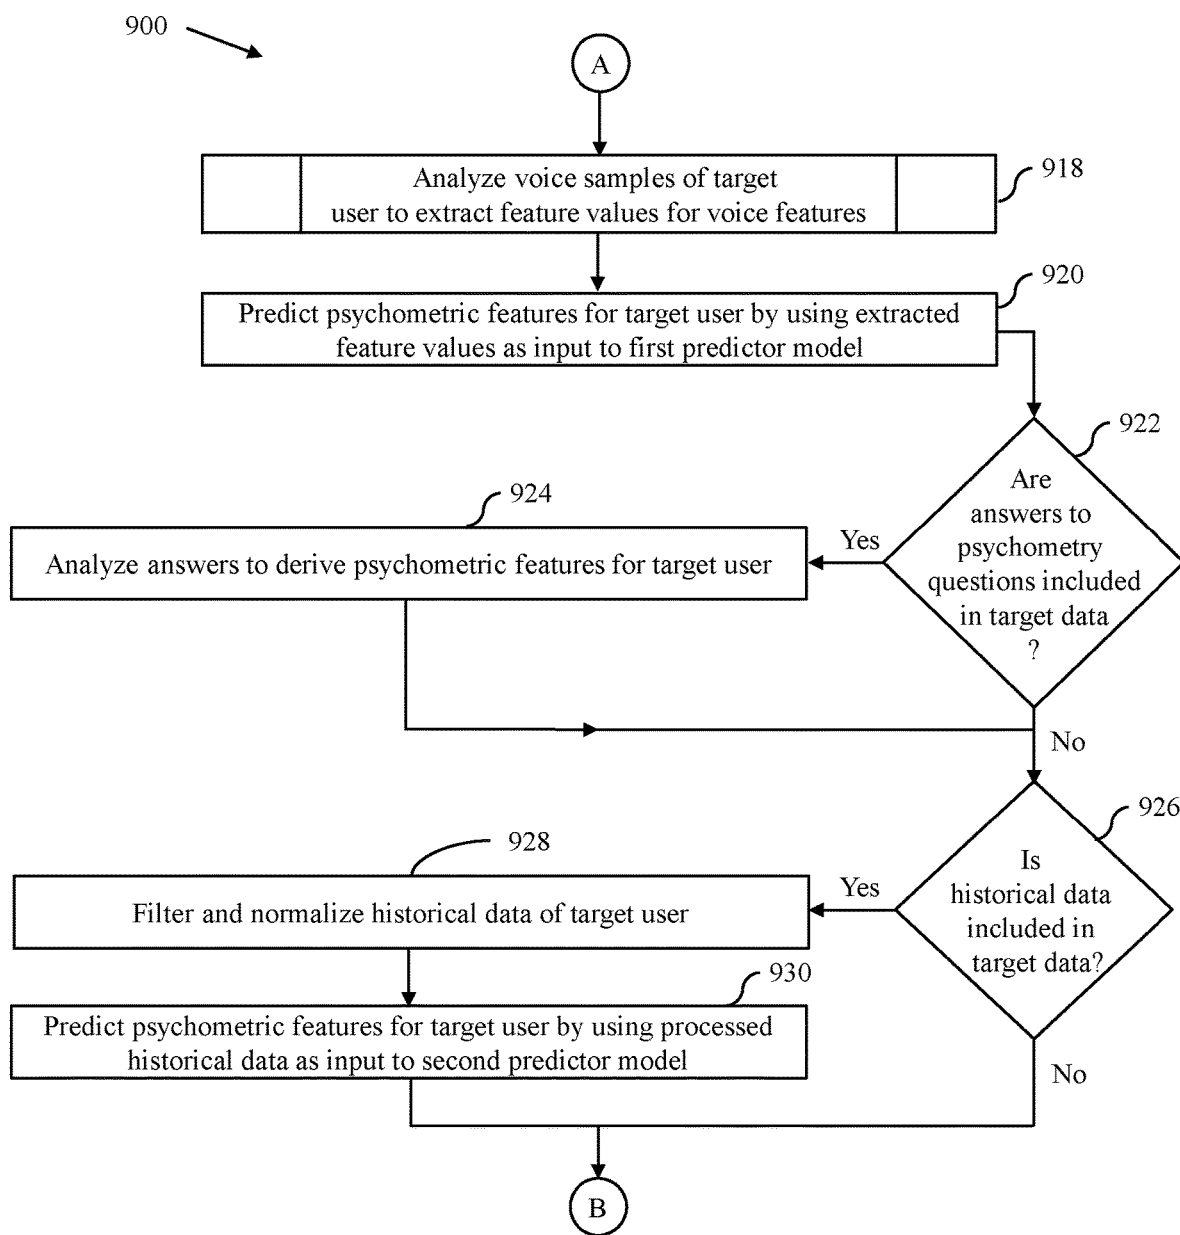 900
A
Analyze voice samples of target
user to extract feature values for voice features
918
920
Predict psychometric features for target user by using extracted
feature values as input to first predictor model
922
Are
answers to
psychometry
questions included
in target data
?
Yes
924
Analyze answers to derive psychometric features for target user
No
926
Is
historical data
included in
target data?
Yes
928
Filter and normalize historical data of target user
930
Predict psychometric features for target user by using processed
historical data as input to second predictor model
No
B